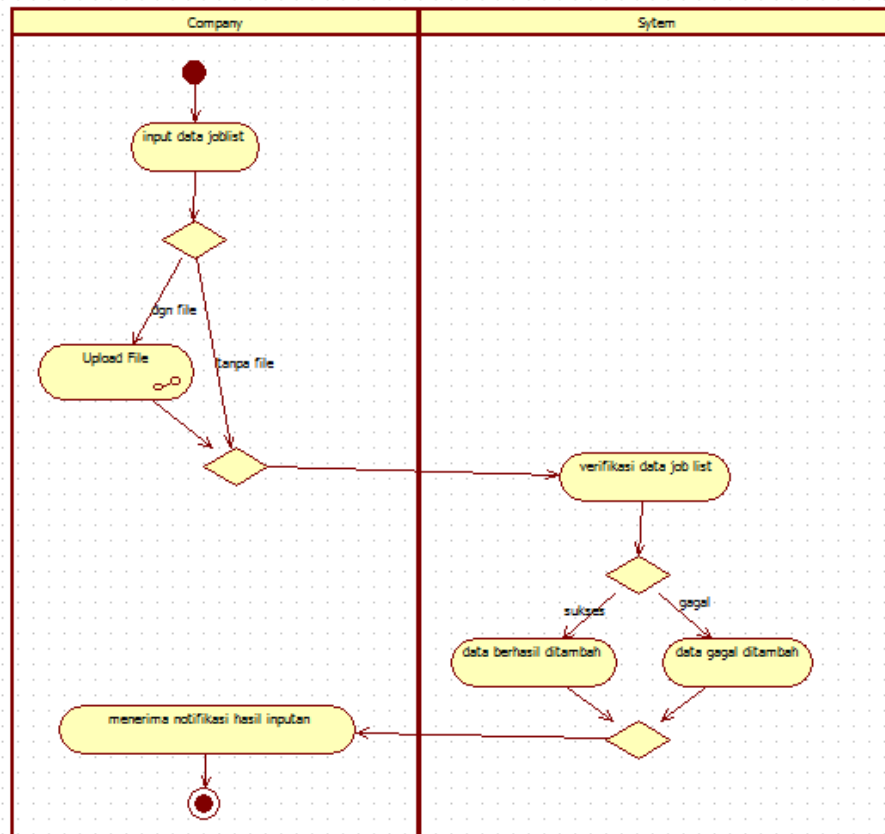 Company
Sytem
input data joblist
dgn file
Upload File
tanpa file
verifikasi data job list
sukses
gagal
data berhasil ditambah
data gagal ditambah
menerima notifikasi hasil inputan